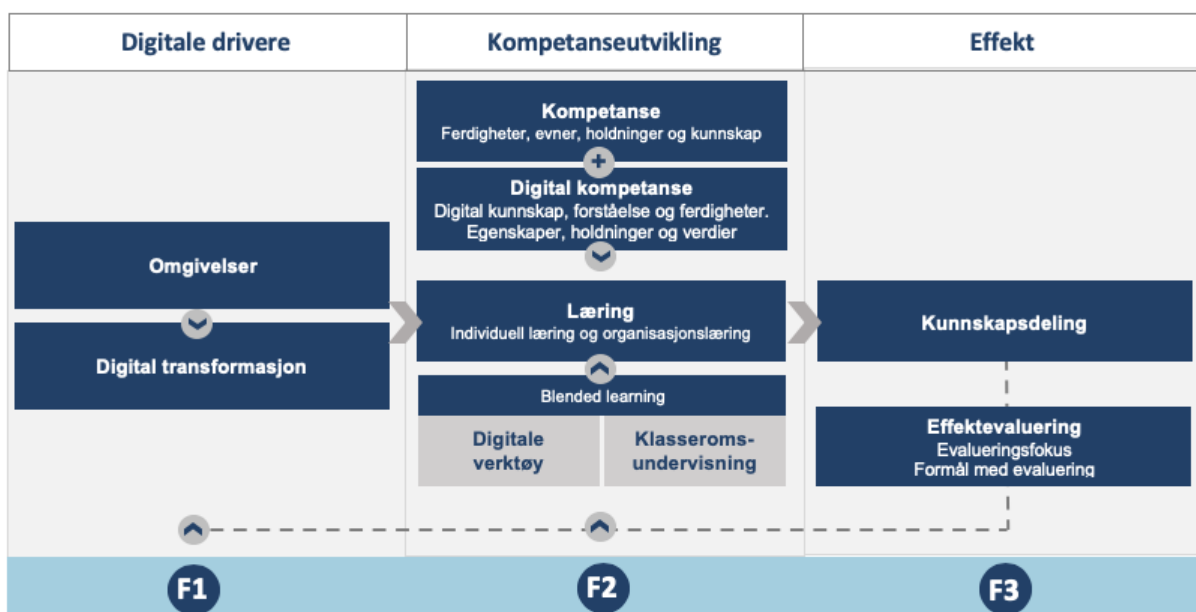 Digitale drivere
Kompetanseutvikling
Effekt
Omgivelser
Digital transformasjon
Kompetanse
Ferdigheter, evner, holdninger og kunnskap
Digital kompetanse
Digital kunnskap, forståelse og ferdigheter.
Egenskaper, holdninger og verdier
Læring
Individuell læring og organisasjonslæring
Blended learning
Digitale
verktøy
Klasseroms-
undervisning
Kunnskapsdeling
Effektevaluering
Evalueringsfokus
Formål med evaluering
F1
F2
F3